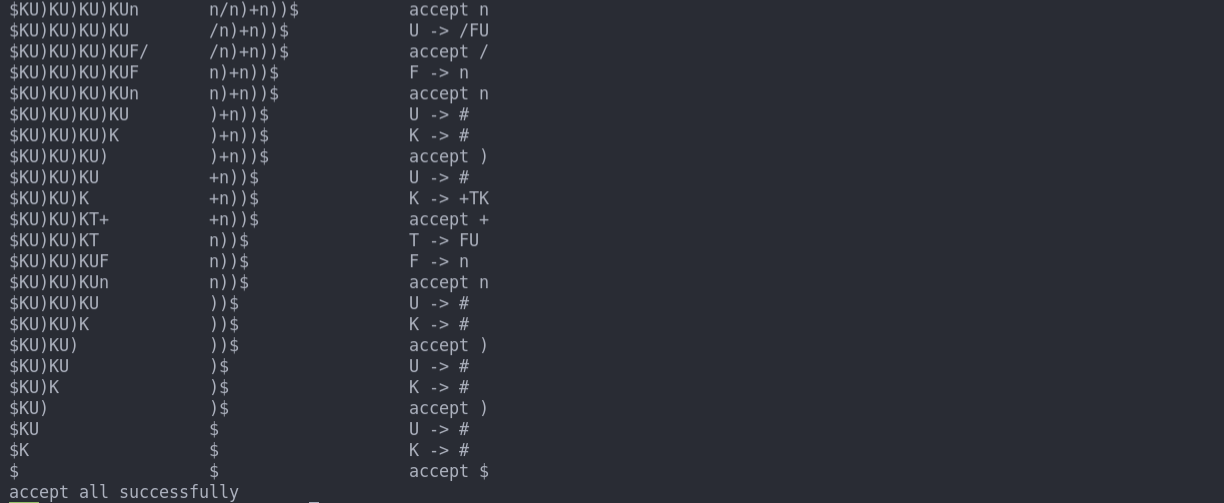 $KU)KU)KU)KUn n/n)+n))$ accept n
$KU)KU)KU)KU /n)+n))$ U -> /FU
$KU)KU)KU)KUF/ /n)+n))$ accept /
$KU)KU)KU)KUF n)+n))$ F -> n
$KU)KU)KU)KUn n)+n))$ accept n
$KU)KU)KU)KU )+n))$ U -> #
$KU)KU)KU)K )+n))$ K -> #
$KU)KU)KU) )+n))$ accept )
$KU)KU)KU +n))$ U -> #
$KU)KU)K +n))$ K -> +TK
$KU)KU)KT+ +n))$ accept +
$KU)KU)KT n))$ T -> FU
$KU)KU)KUF n))$ F -> n
$KU)KU)KUn n))$ accept n
$KU)KU)KU ))$ U -> #
$KU)KU)K ))$ K -> #
$KU)KU) ))$ accept )
$KU)KU )$ U -> #
$KU)K )$ K -> #
$KU) )$ accept )
$KU $ U -> #
$K $ K -> #
$ $ accept $
accept all successfully